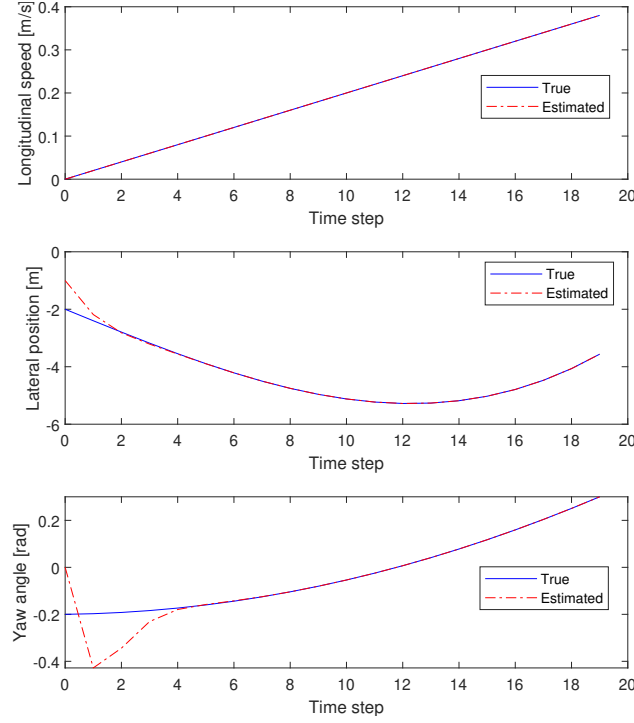 Longitudinal speed [m/s]
0.4
0.3
0.2
0.1
0
True
Estimated
0 2 4 6 8 10 12 14 16 18 20
Time step
Lateral position [m]
0
-2
-4
-6
True
Estimated
0 2 4 6 8 10 12 14 16 18 20
Time step
Yaw angle [rad]
0.2
0
-0.2
-0.4
True
Estimated
0 2 4 6 8 10 12 14 16 18 20
Time step